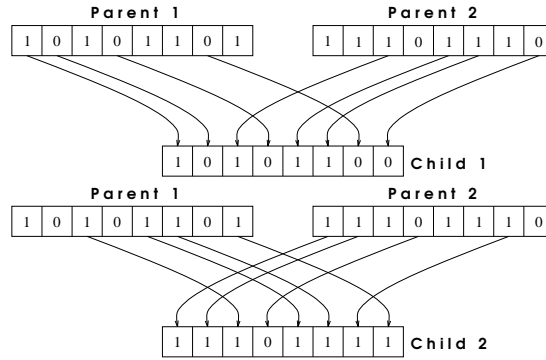 Parent 1 Parent 2
1 0 1 0 1 1 0 1 1 1 1 0 1 1 1 0
1 0 1 0 1 1 0 0 Child 1
Parent 1 Parent 2
1 0 1 0 1 1 0 1 1 1 1 0 1 1 1 0
1 1 1 0 1 1 1 1 Child 2